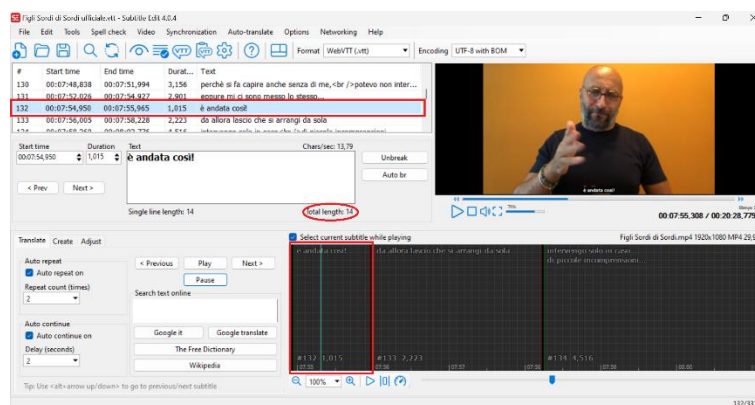 Figli Sordi di Sordi ufficiale.vtt - Subtitle Edit 4.0.4
File Edit Tools Spell check Video Synchronization Auto-translate Options Networking Help
Format WebVTT (.vtt) Encoding UTF-8 with BOM
# Start time End time Durat... Text
130 00:07:48,838 00:07:51,994 3,156 perché si fa capire anche senza di me,<br />potevo non inter...
131 00:07:52,026 00:07:54,927 2,901 eppure mi ci sono messo lo stesso...
132 00:07:54,950 00:07:55,965 1,015 è andata così!
133 00:07:56,005 00:07:58,228 2,223 da allora lascio che si arrangi da sola
Start time Duration Text Chars/sec: 13,79
00:07:54,950 1,015 è andata così!
Unbreak
Auto br
< Prev Next >
Single line length: 14 Total length: 14
è andata così!
75%
00:07:55,308 / 00:20:28,779
Translate Create Adjust
Select current subtitle while playing Figli Sordi di Sordi.mp4 1920x1080 MP4 29,9
Auto repeat
Auto repeat on
Repeat count (times)
2
< Previous Play Next >
Pause
Search text online
Auto continue
Auto continue on
Delay (seconds)
2
Google it Google translate
The Free Dictionary
Wikipedia
Tip: Use <alt+arrow up/down> to go to previous/next subtitle
è andata così! da allora lascio che si arrangi da sola intervengo solo in caso
di piccole incomprensioni...
#132 1,015 #133 2,223 #134 4,516
100%
132/33